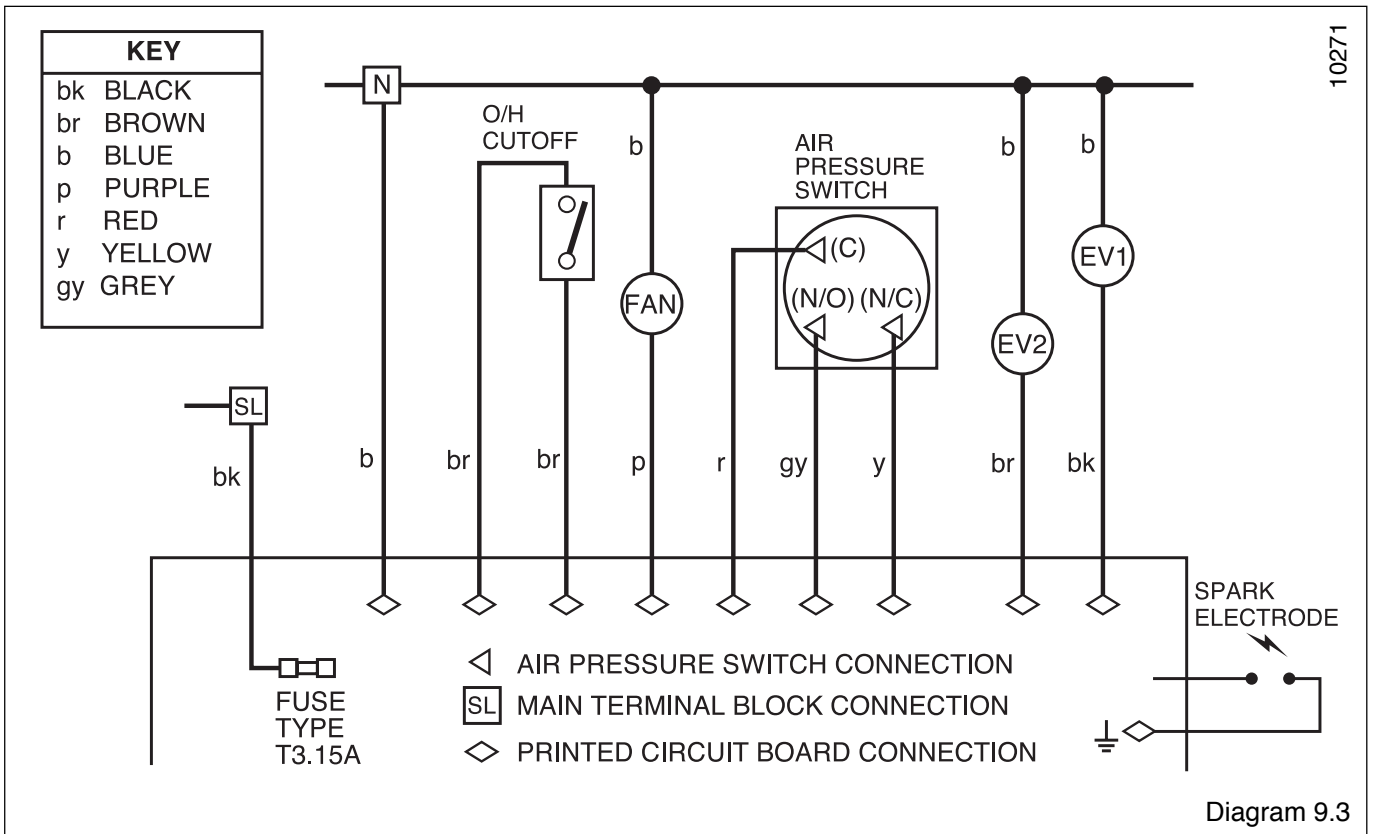 KEY
bk BLACK
br BROWN
b BLUE
p PURPLE
r RED
y YELLOW
gy GREY
10271
N
O/H
CUTOFF
b
AIR
PRESSURE
SWITCH
b
b
(C)
EV1
FAN
(N/O) (N/C)
EV2
SL
bk
b
br
br
p
r
gy
y
br
bk
SPARK
ELECTRODE
AIR PRESSURE SWITCH CONNECTION
FUSE
TYPE
T3.15A
SL MAIN TERMINAL BLOCK CONNECTION
PRINTED CIRCUIT BOARD CONNECTION
Diagram 9.3